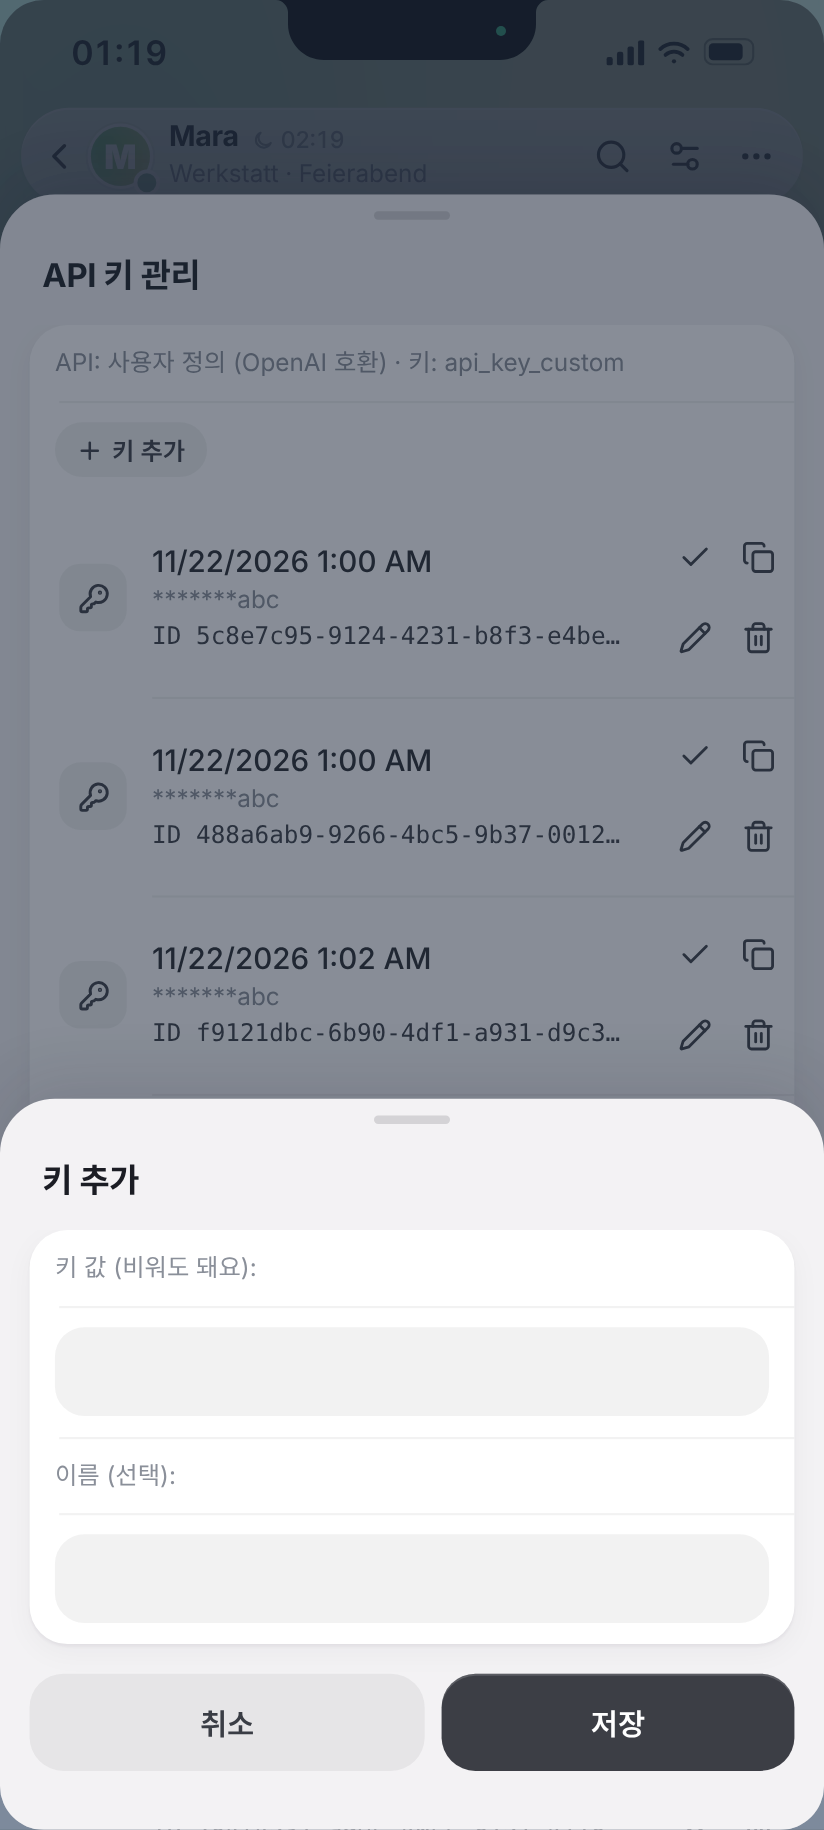 01:19
Mara 02:19
M
Werkstatt · Feierabend
API 키 관리
API: 사용자 정의 (OpenAI 호환) · 키: api_key_custom
+ 키 추가
11/22/2026 1:00 AM
*******abc
ID 5c8e7c95-9124-4231-b8f3-e4be…
11/22/2026 1:00 AM
*******abc
ID 488a6ab9-9266-4bc5-9b37-0012…
11/22/2026 1:02 AM
*******abc
ID f9121dbc-6b90-4df1-a931-d9c3…
키 추가
키 값 (비워도 돼요):
이름 (선택):
취소
저장